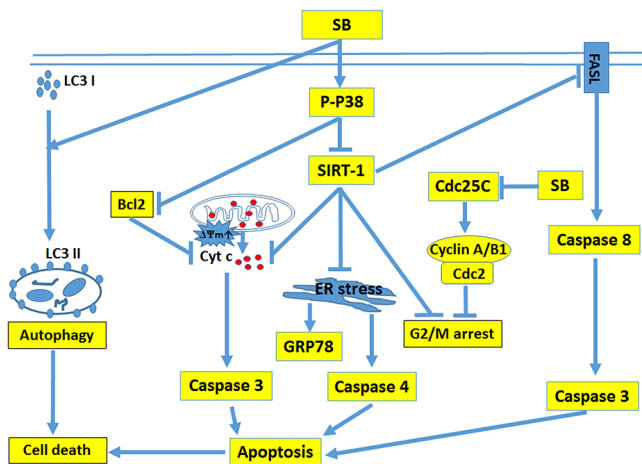 SB
LC3 I
FASL
P-P38
SIRT-1
Cdc25C
SB
Bcl2
ΔΨm↑
Cyt c
Cyclin A/B1
Cdc2
Caspase 8
LC3 II
ER stress
Autophagy
GRP78
G2/M arrest
Caspase 3
Caspase 4
Caspase 3
Cell death
Apoptosis